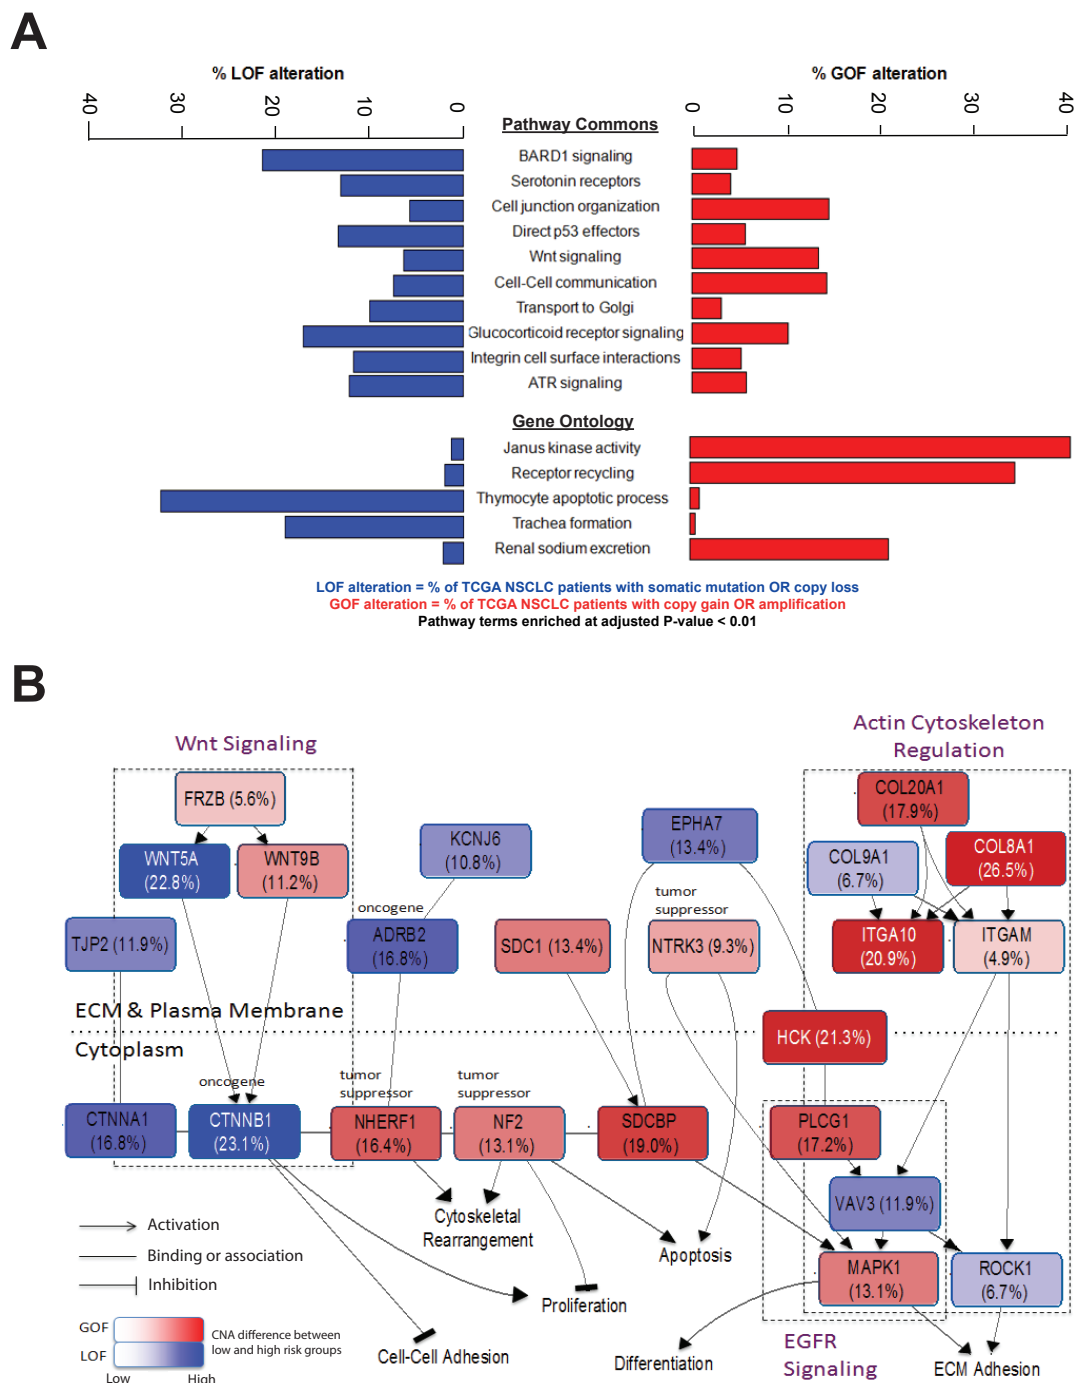 A
% LOF alteration
% GOF alteration
40 30 20 10 0
0 10 20 30 40
Pathway Commons
BARD1 signaling
Serotonin receptors
Cell junction organization
Direct p53 effectors
Wnt signaling
Cell-Cell communication
Transport to Golgi
Glucocorticoid receptor signaling
Integrin cell surface interactions
ATR signaling
Gene Ontology
Janus kinase activity
Receptor recycling
Thymocyte apoptotic process
Trachea formation
Renal sodium excretion
LOF alteration = % of TCGA NSCLC patients with somatic mutation OR copy loss
GOF alteration = % of TCGA NSCLC patients with copy gain OR amplification
Pathway terms enriched at adjusted P-value < 0.01
B
Wnt Signaling
Actin Cytoskeleton
Regulation
FRZB (5.6%)
COL20A1
(17.9%)
WNT5A
(22.8%)
WNT9B
(11.2%)
KCNJ6
(10.8%)
EPHA7
(13.4%)
COL9A1
(6.7%)
COL8A1
(26.5%)
TJP2 (11.9%)
oncogene
ADRB2
(16.8%)
SDC1 (13.4%)
tumor
suppressor
NTRK3 (9.3%)
ITGA10
(20.9%)
ITGAM
(4.9%)
ECM & Plasma Membrane
Cytoplasm
HCK (21.3%)
CTNNA1
(16.8%)
oncogene
CTNNB1
(23.1%)
tumor
suppressor
NHERF1
(16.4%)
tumor
suppressor
NF2
(13.1%)
SDCBP
(19.0%)
PLCG1
(17.2%)
VAV3 (11.9%)
MAPK1
(13.1%)
ROCK1
(6.7%)
Cytoskeletal
Rearrangement
Apoptosis
Proliferation
Cell-Cell Adhesion
Differentiation
EGFR
Signaling
ECM Adhesion
Activation
Binding or association
Inhibition
GOF
LOF
CNA difference between
low and high risk groups
Low High